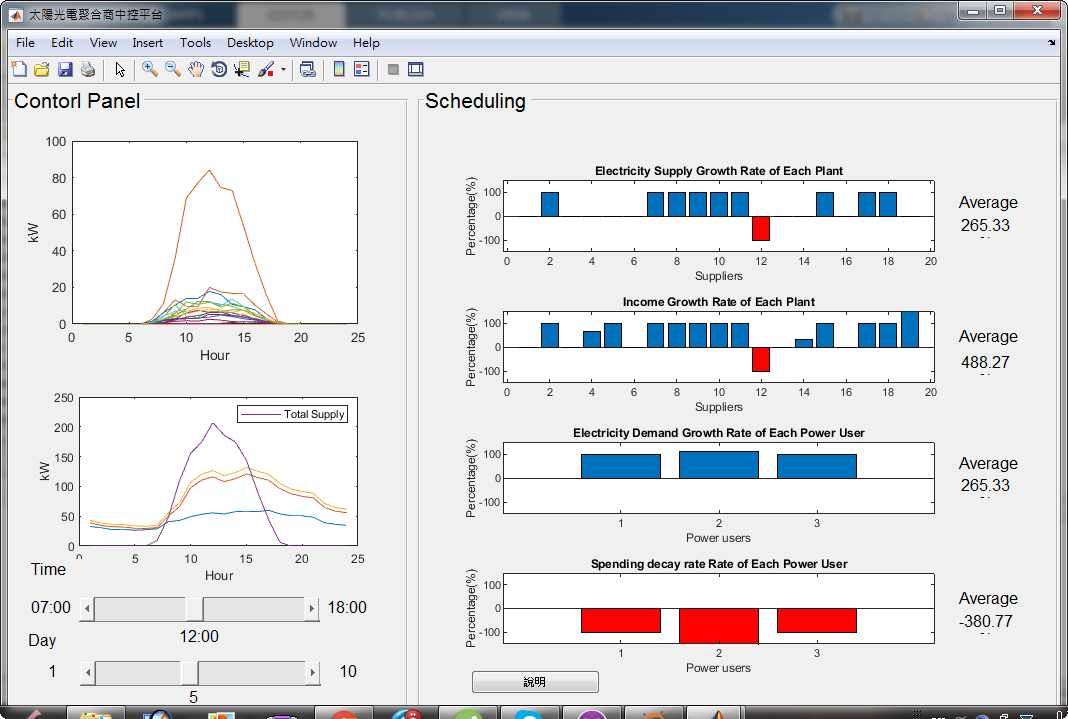 太陽光電聚合商中控平台
File Edit View Insert Tools Desktop Window Help
Contorl Panel
100
80
60
40
20
0
kW
0 5 10 15 20 25
Hour
250
200
150
100
50
0
kW
Total Supply
5 10 15 20 25
Hour
Time
07:00 18:00
12:00
Day
1 10
5
Scheduling
Electricity Supply Growth Rate of Each Plant
Percentage(%)
100
0
-100
0 2 4 6 8 10 12 14 16 18 20
Suppliers
Average
265.33
Income Growth Rate of Each Plant
Percentage(%)
100
0
-100
0 2 4 6 8 10 12 14 16 18 20
Suppliers
Average
488.27
Electricity Demand Growth Rate of Each Power User
Percentage(%)
100
0
-100
1 2 3
Power users
Average
265.33
Spending decay rate Rate of Each Power User
Percentage(%)
100
0
-100
1 2 3
Power users
Average
-380.77
說明